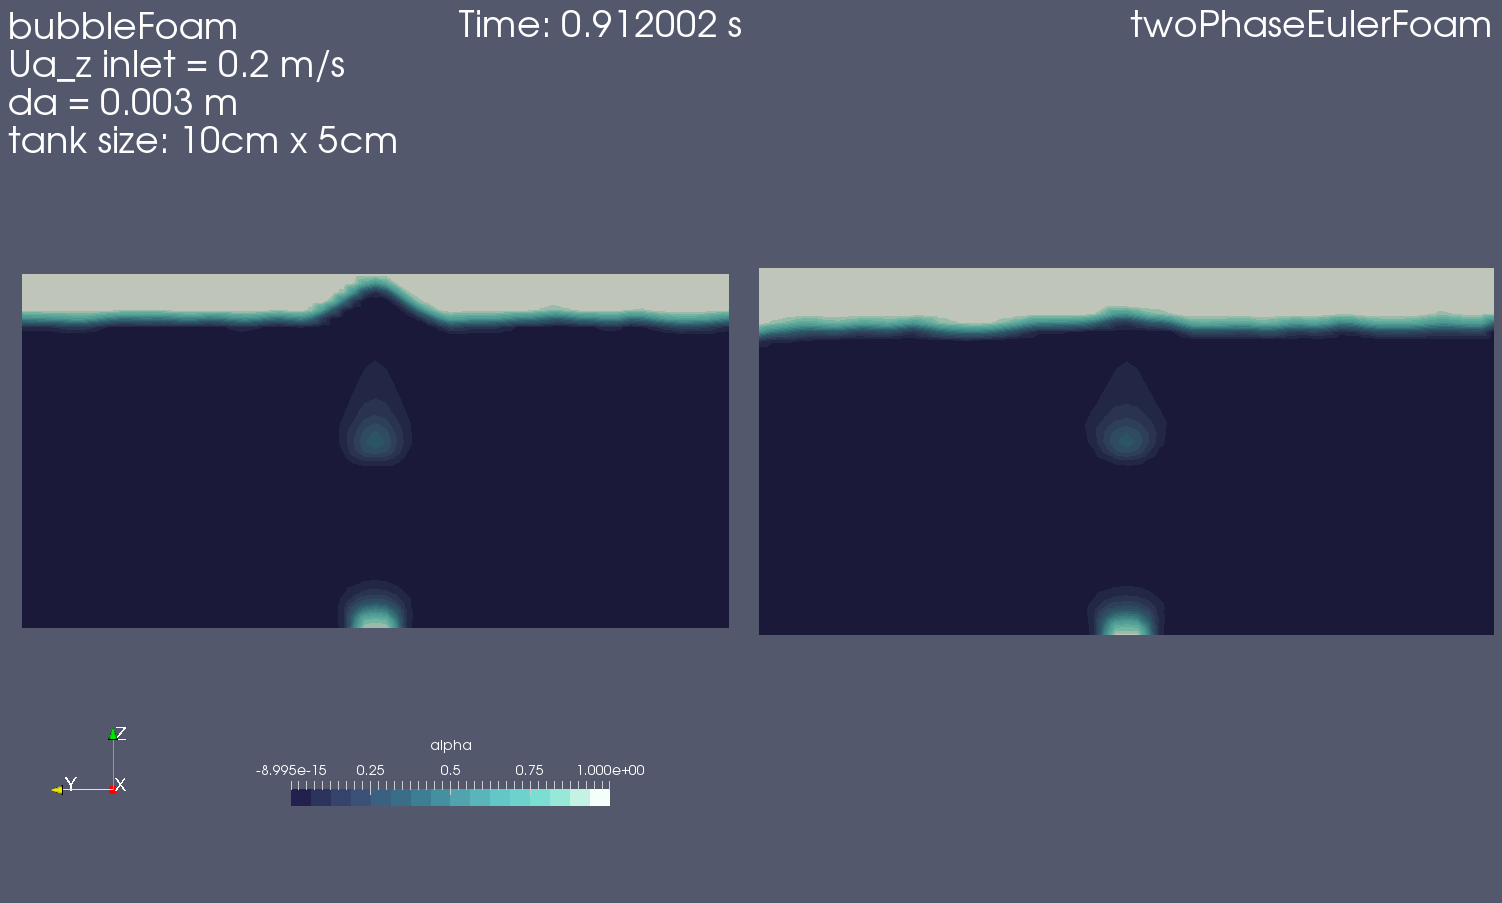 bubbleFoam
Ua_z inlet = 0.2 m/s
da = 0.003 m
tank size: 10cm x 5cm
Time: 0.912002 s
twoPhaseEulerFoam
Z
Y
X
alpha
-8.995e-15 0.25 0.5 0.75 1.000e+00